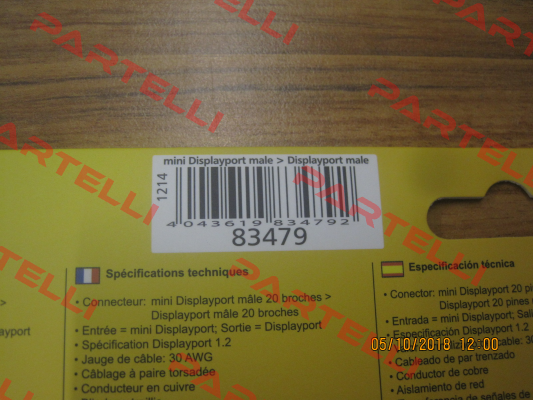 PARTELLI
PARTELLI
PARTELLI
mini Displayport male > Displayport male
1214
4 043619 834792
83479
Spécifications techniques
• Connecteur: mini Displayport mâle 20 broches >
Displayport mâle 20 broches
• Entrée = mini Displayport; Sortie = Displayport
• Spécification Displayport 1.2
• Jauge de câble: 30 AWG
• Câblage à paire torsadée
• Conducteur en cuivre
Especificación técnica
• Conector: mini Displayport 20 pi
Displayport 20 pines
• Entrada = mini Displayport; Sali
• Especificación Displayport 1.2
• Cableado de par trenzado
• Conductor de cobre
• Aislamiento de red
05/10/2018 12:00